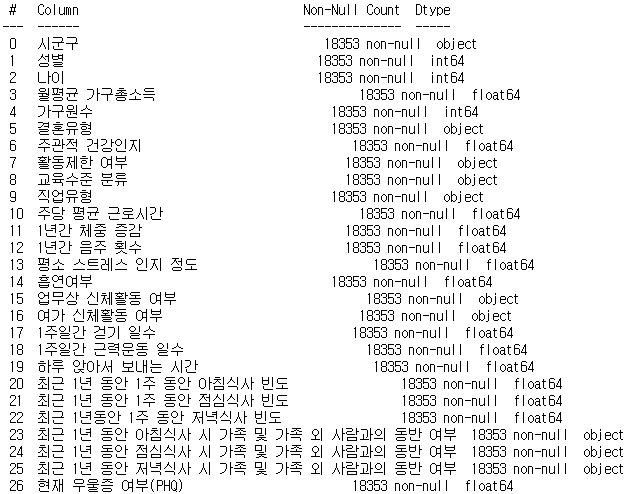 #   Column   Non-Null Count  Dtype
---  ------   --------------  -----
0   시군구   18353 non-null  object
1   성별   18353 non-null  int64
2   나이   18353 non-null  int64
3   월평균 가구총소득   18353 non-null  float64
4   가구원수   18353 non-null  int64
5   결혼유형   18353 non-null  object
6   주관적 건강인지   18353 non-null  float64
7   활동제한 여부   18353 non-null  object
8   교육수준 분류   18353 non-null  object
9   직업유형   18353 non-null  object
10  주당 평균 근로시간   18353 non-null  float64
11  1년간 체중 증감   18353 non-null  float64
12  1년간 음주 횟수   18353 non-null  float64
13  평소 스트레스 인지 정도   18353 non-null  float64
14  흡연여부   18353 non-null  float64
15  업무상 신체활동 여부   18353 non-null  object
16  여가 신체활동 여부   18353 non-null  object
17  1주일간 걷기 일수   18353 non-null  float64
18  1주일간 근력운동 일수   18353 non-null  float64
19  하루 앉아서 보내는 시간   18353 non-null  float64
20  최근 1년 동안 1주 동안 아침식사 빈도   18353 non-null  float64
21  최근 1년 동안 1주 동안 점심식사 빈도   18353 non-null  float64
22  최근 1년동안 1주 동안 저녁식사 빈도   18353 non-null  float64
23  최근 1년 동안 아침식사 시 가족 및 가족 외 사람과의 동반 여부   18353 non-null  object
24  최근 1년 동안 점심식사 시 가족 및 가족 외 사람과의 동반 여부   18353 non-null  object
25  최근 1년 동안 저녁식사 시 가족 및 가족 외 사람과의 동반 여부   18353 non-null  object
26  현재 우울증 여부(PHQ)   18353 non-null  float64